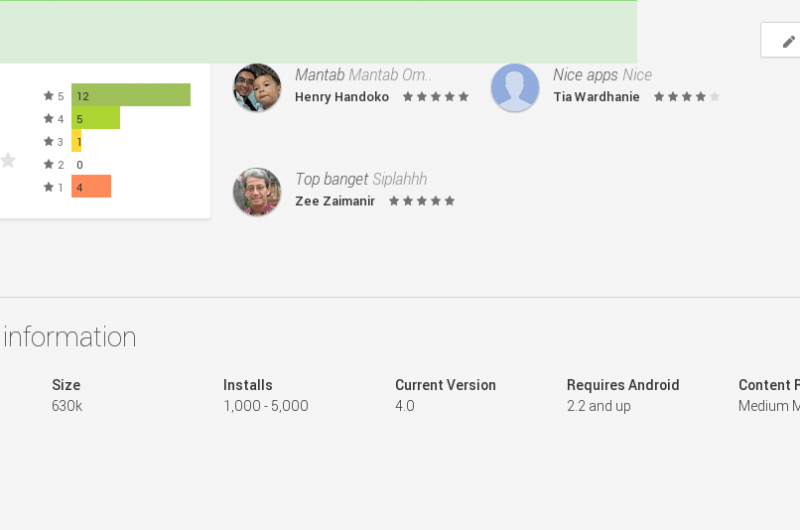 Mantab Mantab Om..
Henry Handoko
Nice apps Nice
Tia Wardhanie
5 12
4 5
3 1
2 0
1 4
Top banget Siplahhh
Zee Zaimanir
information
Size
630k
Installs
1,000 - 5,000
Current Version
4.0
Requires Android
2.2 and up
Content R
Medium M